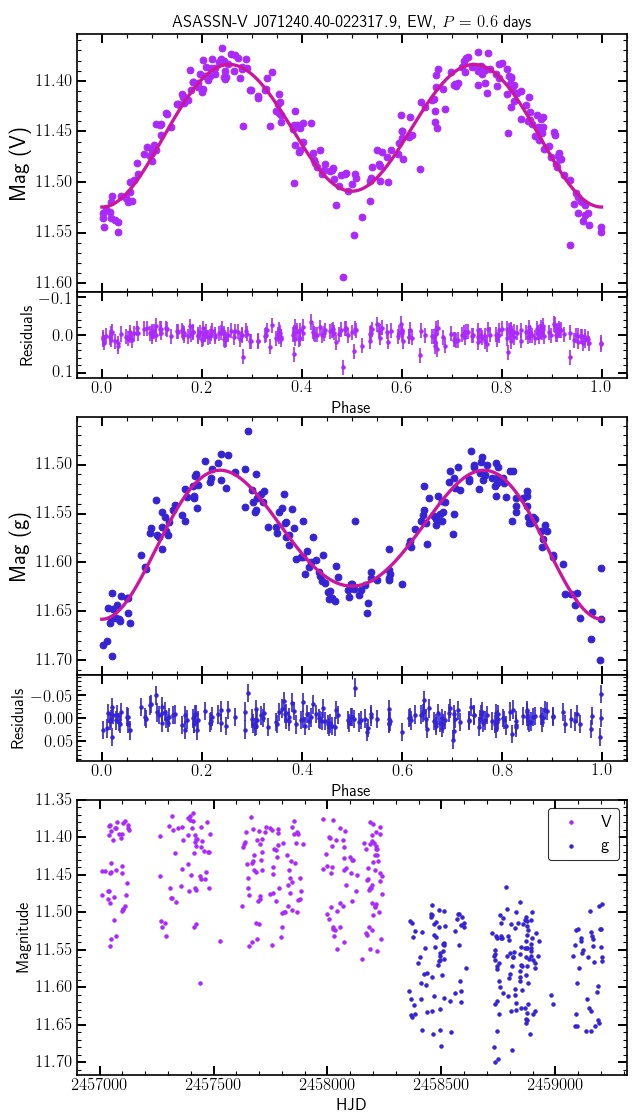 ASASSN-V J071240.40-022317.9, EW, P = 0.6 days
Mag (V)
11.40
11.45
11.50
11.55
11.60
Residuals
−0.1
0.0
0.1
0.0 0.2 0.4 0.6 0.8 1.0
Phase
Mag (g)
11.50
11.55
11.60
11.65
11.70
Residuals
−0.05
0.00
0.05
0.0 0.2 0.4 0.6 0.8 1.0
Phase
Magnitude
11.35
11.40
11.45
11.50
11.55
11.60
11.65
11.70
V
g
2457000 2457500 2458000 2458500 2459000
HJD